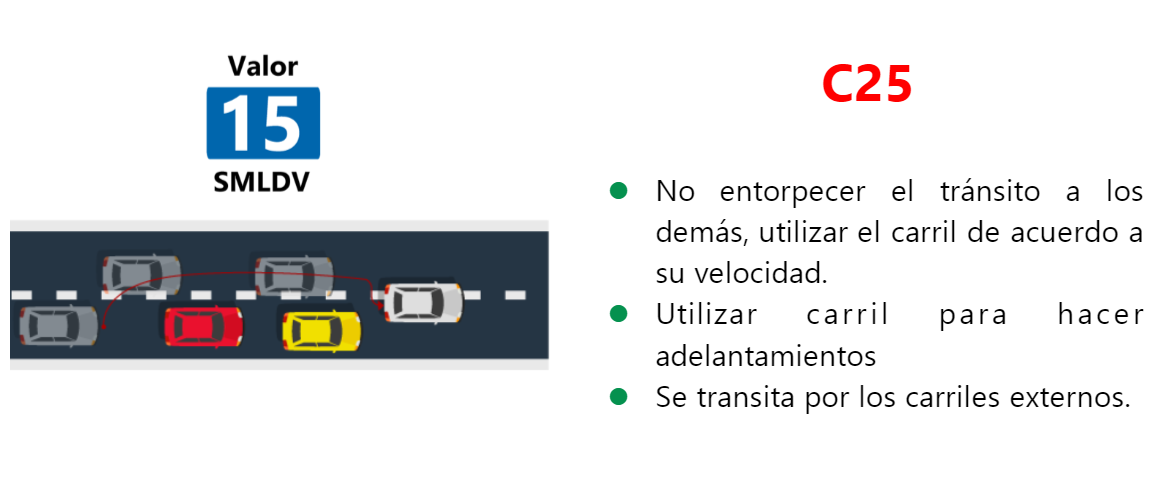 Valor
15
SMLDV
C25
No entorpecer el tránsito a los
demás, utilizar el carril de acuerdo a
su velocidad.
Utilizar carril para hacer
adelantamientos
Se transita por los carriles externos.